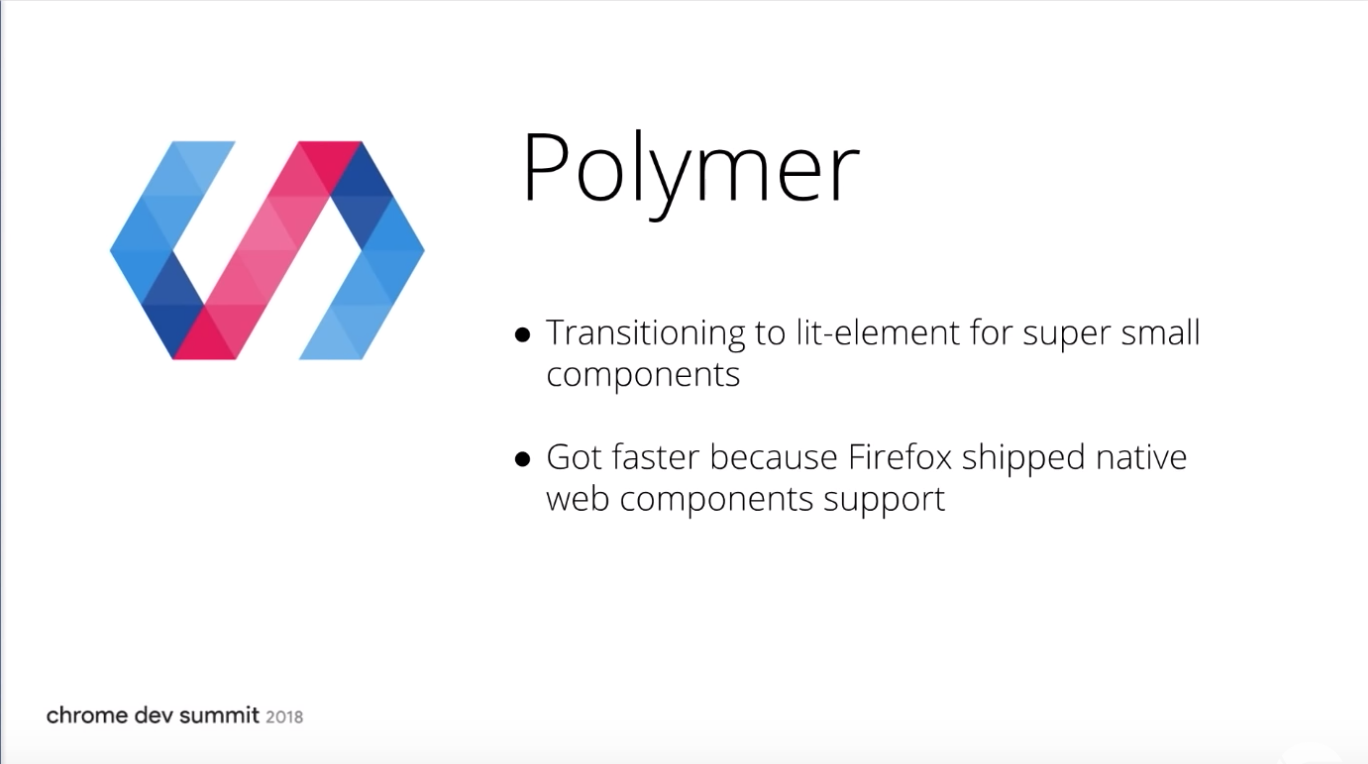 Polymer
● Transitioning to lit-element for super small
components
● Got faster because Firefox shipped native
web components support
chrome dev summit 2018